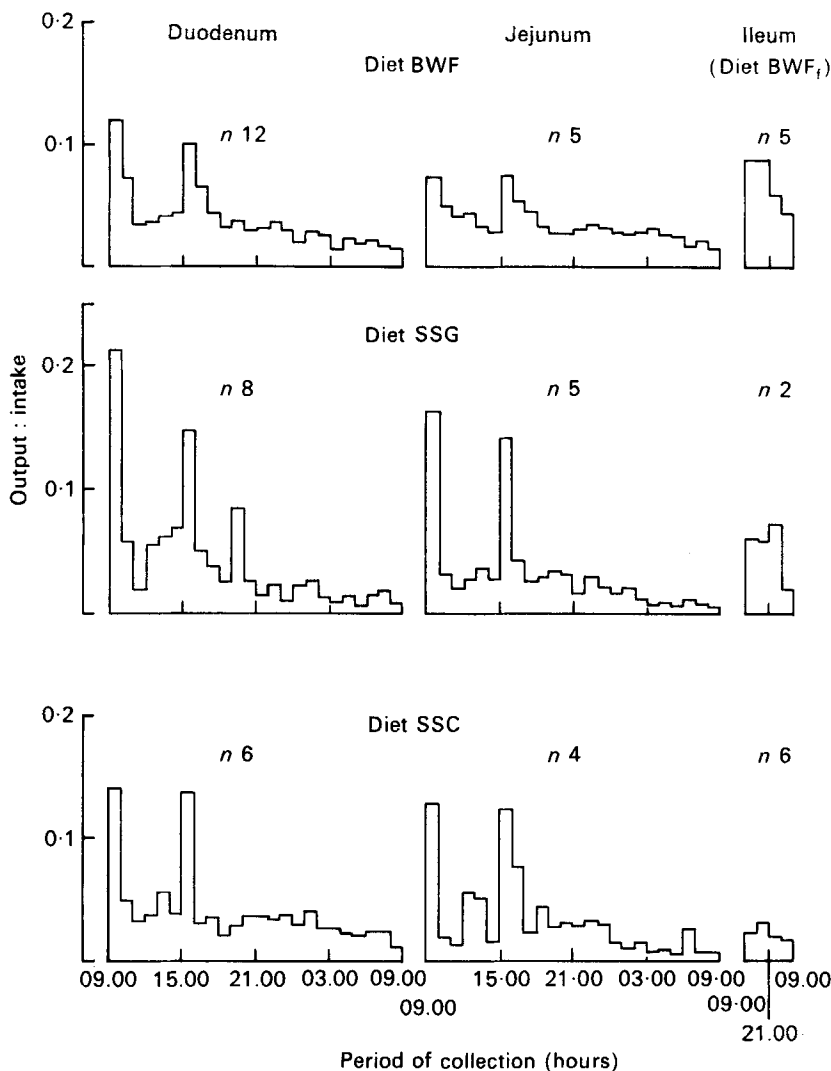 0·2
Duodenum
Jejunum
Ileum
Diet BWF
(Diet BWFf)
0·1
n 12
n 5
n 5
Diet SSG
0·2
n 8
n 5
n 2
Output : intake
0·1
0·2
Diet SSC
n 6
n 4
n 6
0·1
09.00 15.00 21.00 03.00 09.00 15·00 21.00 03.00 09:00 09.00
09.00 09:00
21.00
Period of collection (hours)